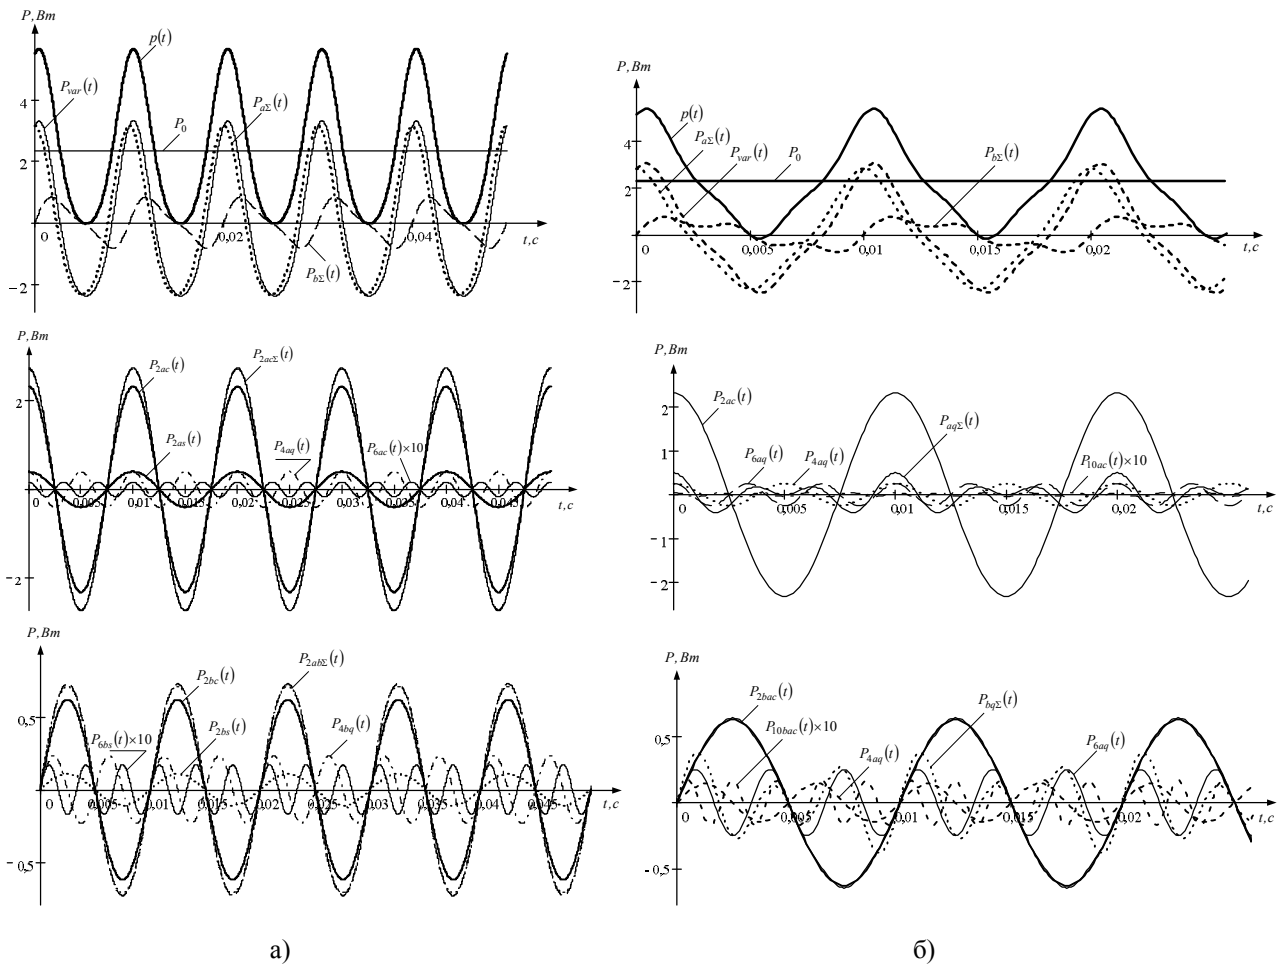 P,Вт
p(t)
P_var(t)
P_aΣ(t)
P_0
4
2
0
0,02
0,04
t,c
P_bΣ(t)
−2
P,Вт
p(t)
P_aΣ(t)
P_var(t)
P_0
P_bΣ(t)
4
2
0
0,005
0,01
0,015
0,02
t,c
−2
P,Вт
P_2ac(t)
P_2acΣ(t)
2
P_2as(t)
P_4aq(t)
P_6ac(t)×10
0
0,005
0,01
0,015
0,02
0,025
0,03
0,035
0,04
0,045
t,c
−2
P,Вт
P_2ac(t)
2
P_aqΣ(t)
1
P_6aq(t)
P_4aq(t)
P_10ac(t)×10
0
0,005
0,01
0,015
0,02
t,c
−1
−2
P,Вт
P_2bc(t)
P_2abΣ(t)
0,5
P_6bs(t)×10
P_2bs(t)
P_4bq(t)
0
0,005
0,01
0,015
0,02
0,025
0,03
0,035
0,04
0,045
t,c
−0,5
P,Вт
P_2bac(t)
P_bqΣ(t)
0,5
P_10bac(t)×10
P_4aq(t)
P_6aq(t)
0
0,005
0,01
0,015
0,02
t,c
-0,5
а)
б)